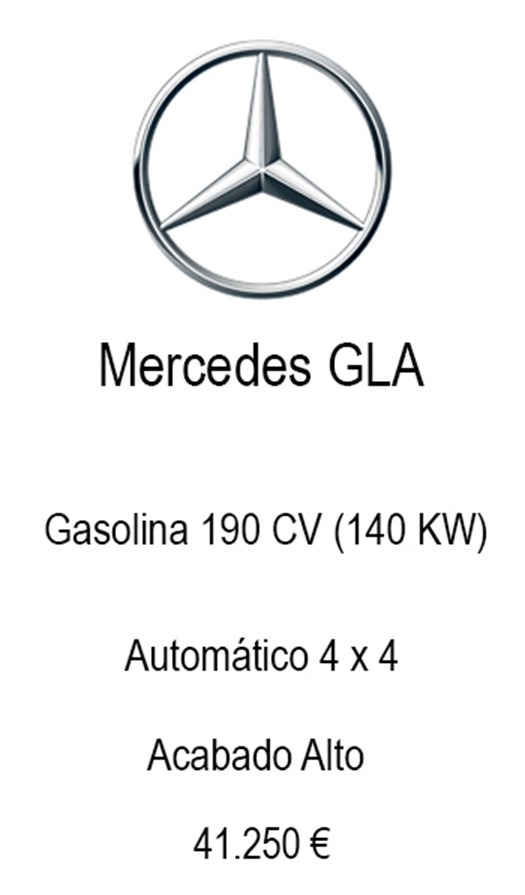 Mercedes GLA
Gasolina 190 CV (140 KW)
Automático 4 x 4
Acabado Alto
41.250 €